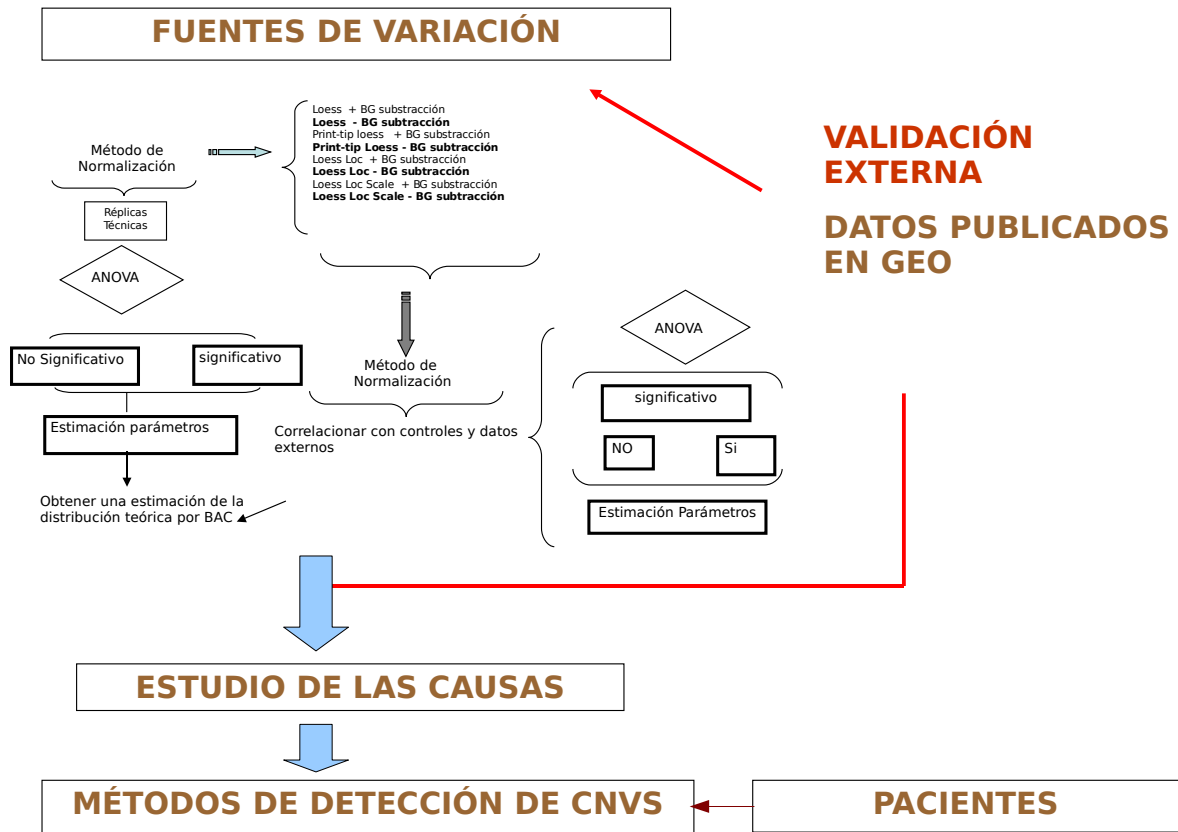 FUENTES DE VARIACIÓN
Loess + BG substracción
Loess - BG subtracción
Print-tip loess + BG substracción
Print-tip Loess - BG subtracción
Loess Loc + BG substracción
Loess Loc - BG subtracción
Loess Loc Scale + BG substracción
Loess Loc Scale - BG subtracción
Método de
Normalización
Réplicas
Técnicas
ANOVA
No Significativo
significativo
Estimación parámetros
Obtener una estimación de la
distribución teórica por BAC
Método de
Normalización
Correlacionar con controles y datos
externos
ANOVA
significativo
NO
Si
Estimación Parámetros
VALIDACIÓN
EXTERNA
DATOS PUBLICADOS
EN GEO
ESTUDIO DE LAS CAUSAS
MÉTODOS DE DETECCIÓN DE CNVS
PACIENTES